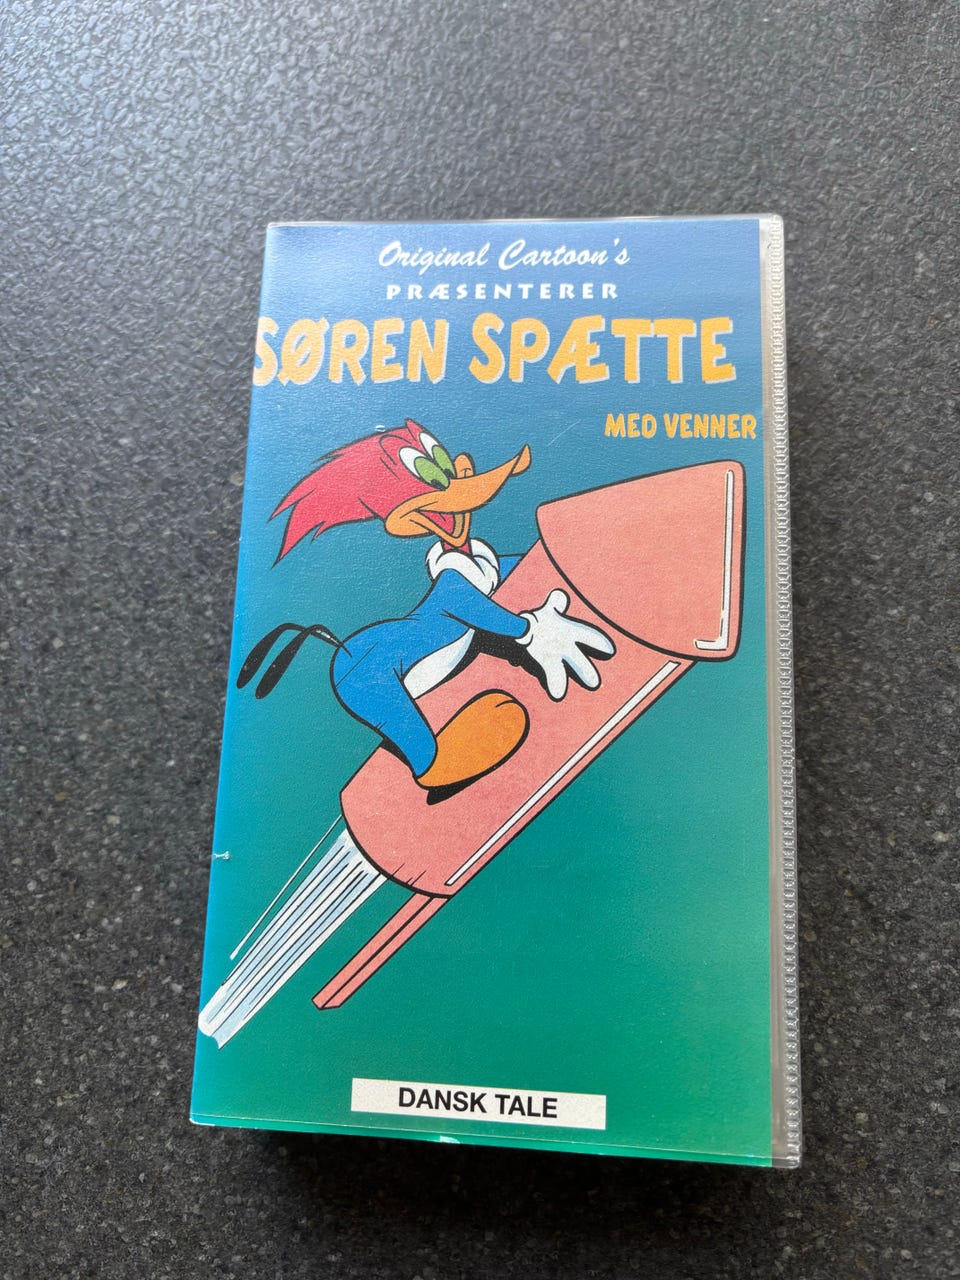 Original Cartoon's
PRÆSENTERER
SØREN SPÆTTE
MED VENNER
DANSK TALE